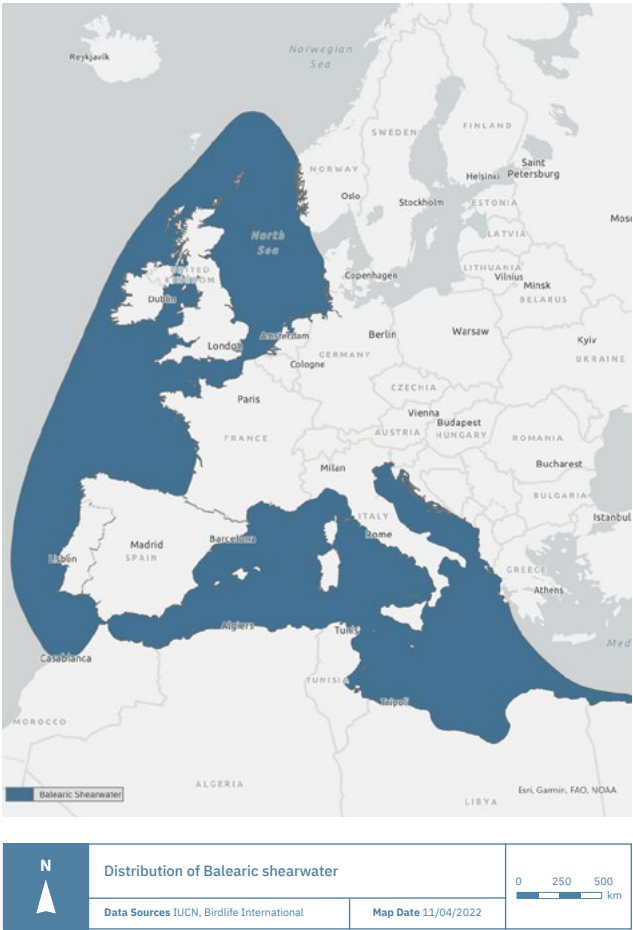 Reykjavik
Norwegian
Sea
SWEDEN
FINLAND
NORWAY
Helsinki
Saint
Petersburg
Oslo
Stockholm
ESTONIA
Mosc
North
Sea
LATVIA
UNITED
KINGDOM
Copenhagen
LITHUANIA
Vilnius
Minsk
BELARUS
Dublin
London
Amsterdam
Berlin
Warsaw
Kyiv
UKRAINE
GERMANY
Cologne
Paris
CZECHIA
FRANCE
Vienna
Budapest
AUSTRIA
HUNGARY
ROMANIA
Milan
Bucharest
BULGARIA
ITALY
Istanbul
Barcelona
Rome
Madrid
SPAIN
Lisbon
GREECE
Athens
Algiers
Tunis
Med
Casablanca
TUNISIA
Tripoli
MOROCCO
ALGERIA
LIBYA
Balearic Shearwater
Esri, Garmin, FAO, NOAA
N
Distribution of Balearic shearwater
0 250 500
km
Data Sources IUCN, Birdlife International
Map Date 11/04/2022